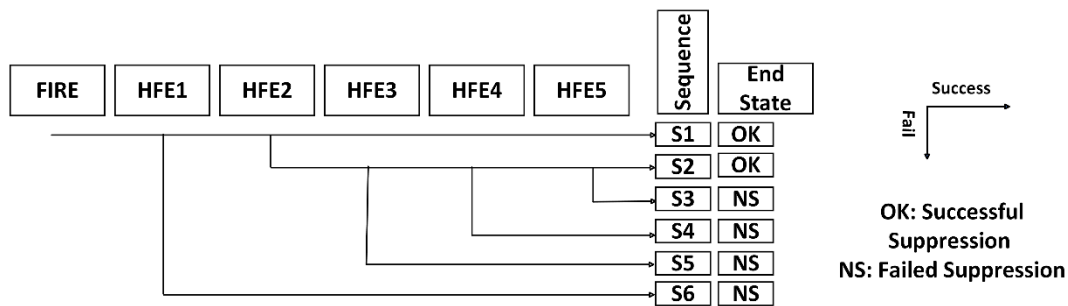 FIRE
HFE1
HFE2
HFE3
HFE4
HFE5
Sequence
End
State
S1
OK
S2
OK
S3
NS
S4
NS
S5
NS
S6
NS
Success
Fail
OK: Successful
Suppression
NS: Failed Suppression